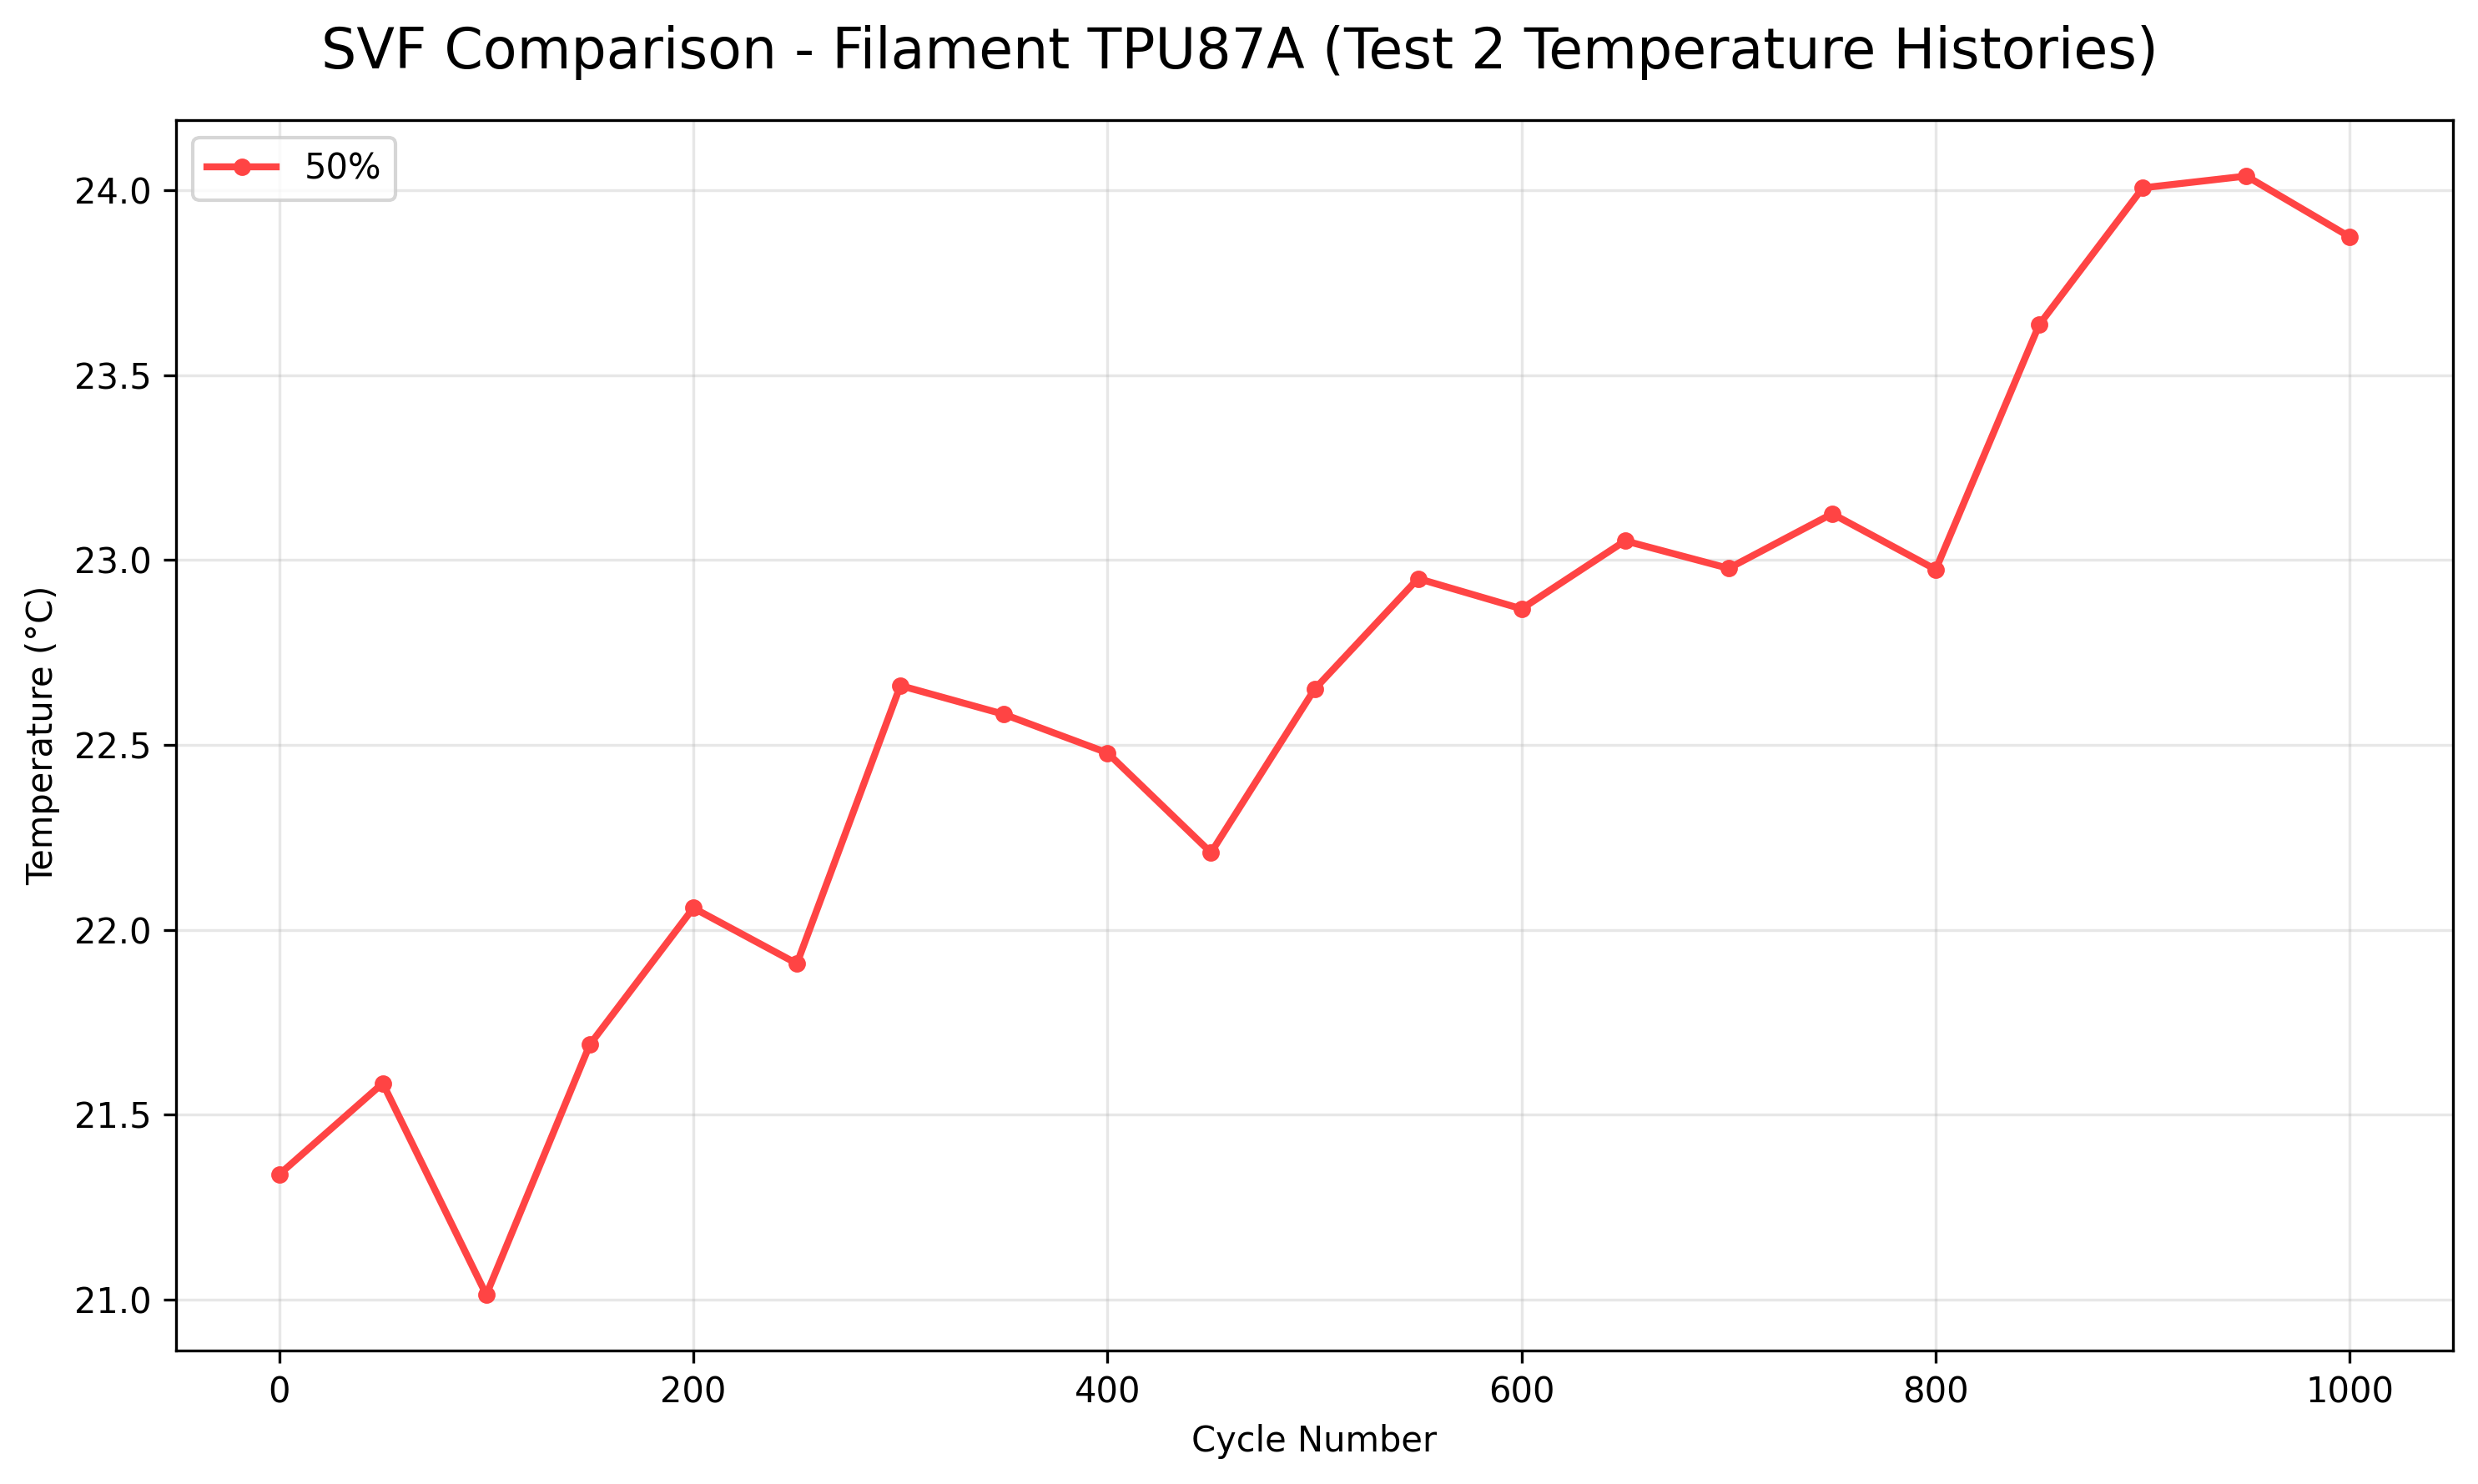 SVF Comparison - Filament TPU87A (Test 2 Temperature Histories)
50%
24.0
23.5
23.0
22.5
22.0
21.5
21.0
Temperature (°C)
0 200 400 600 800 1000
Cycle Number